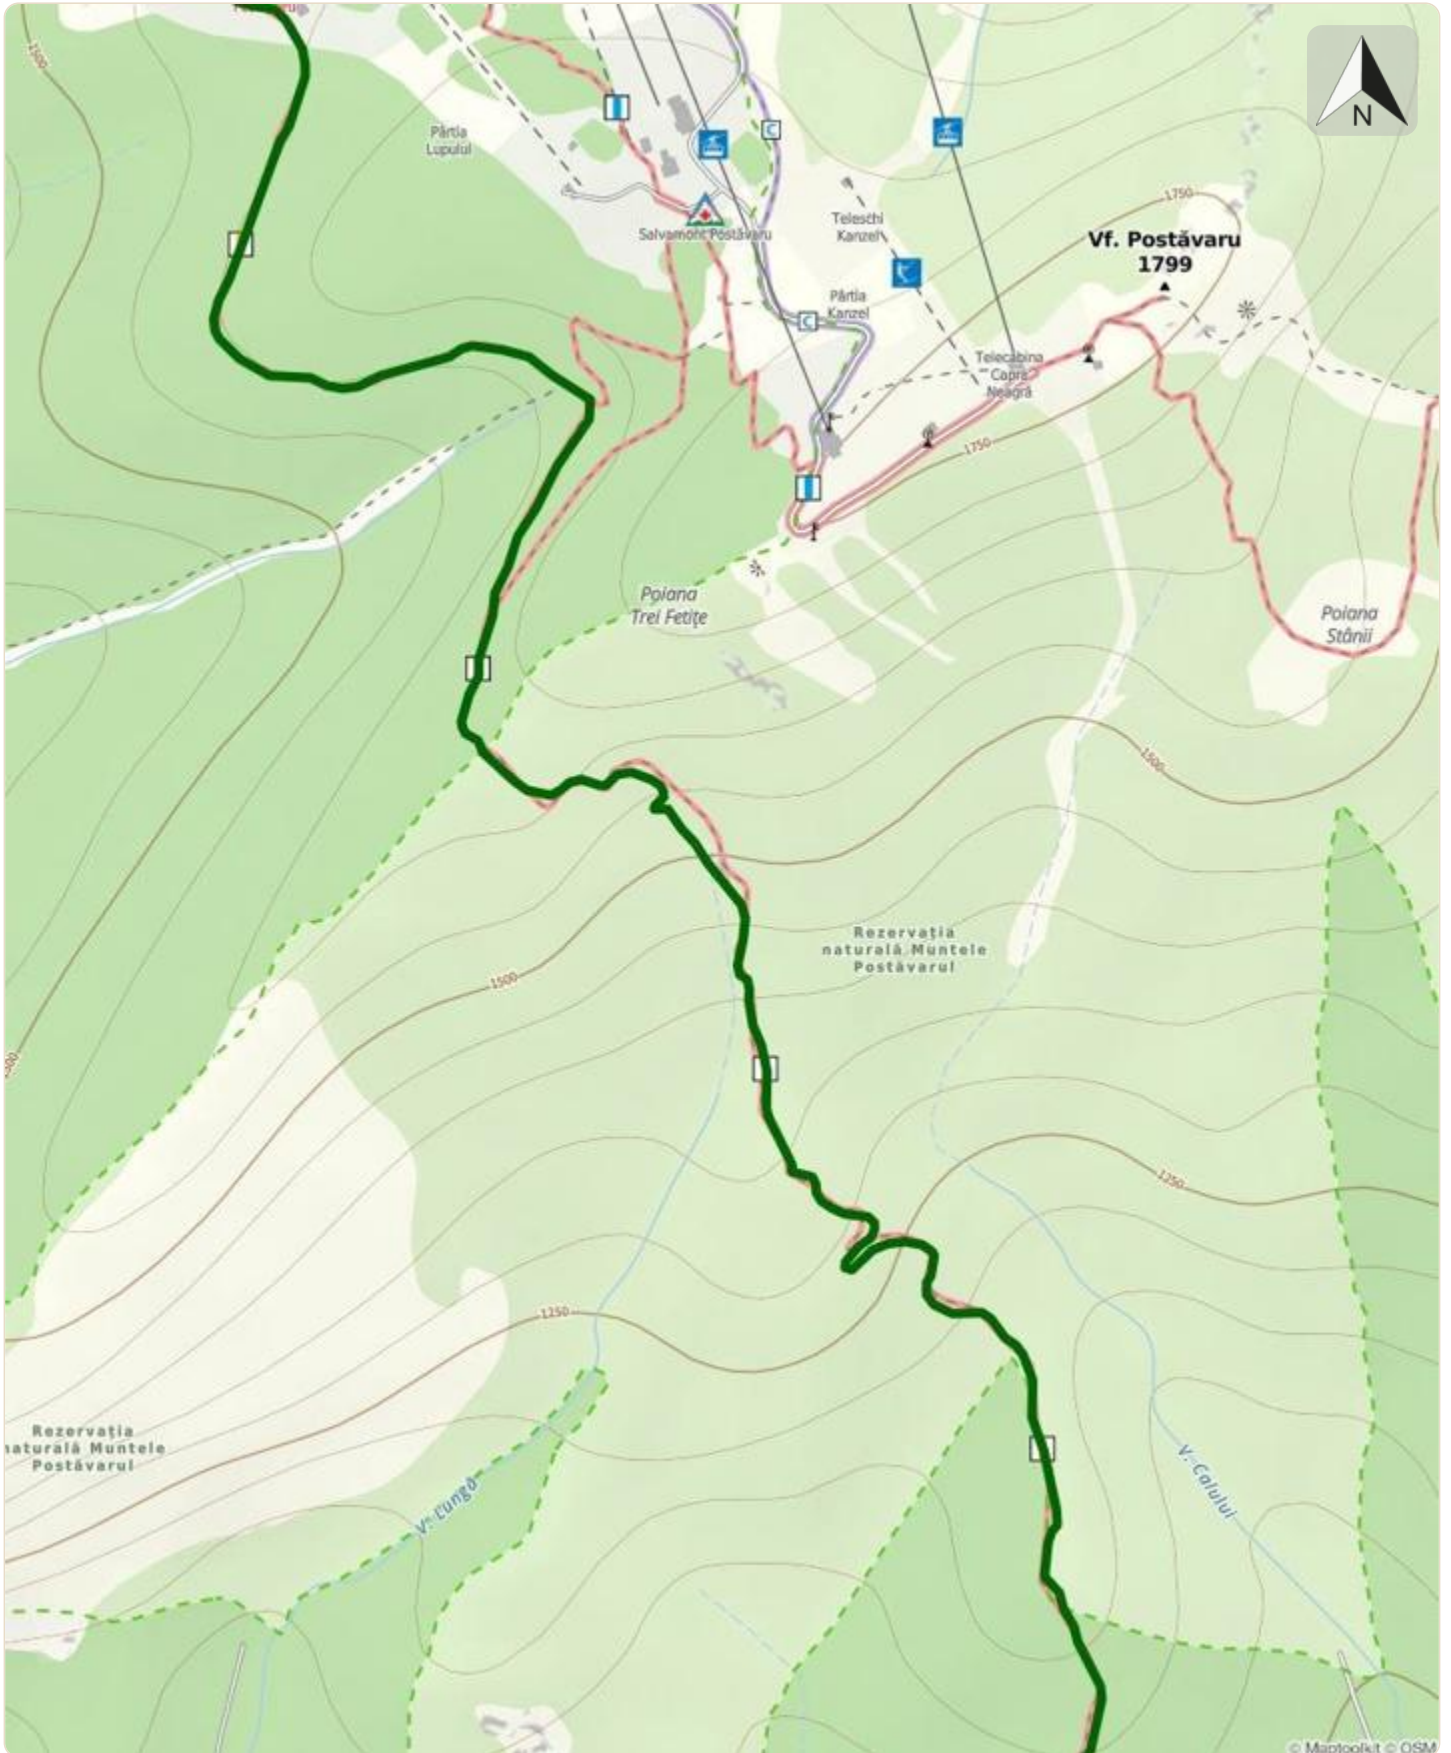 N
1500
Pârtia
Lupului
C
Salvamont Postăvaru
Teleschi
Kanzel
1750
Vf. Postăvaru
1799
Pârtia
Kanzel
C
Telecabina
Capra
Neagră
1750
Poiana
Trei Fetițe
Poiana
Stânii
1500
Rezervația
naturală Muntele
Postăvarul
1500
1250
1250
Rezervația
naturală Muntele
Postăvarul
V. Lungă
V. Calului
© Maptoolkit © OSM